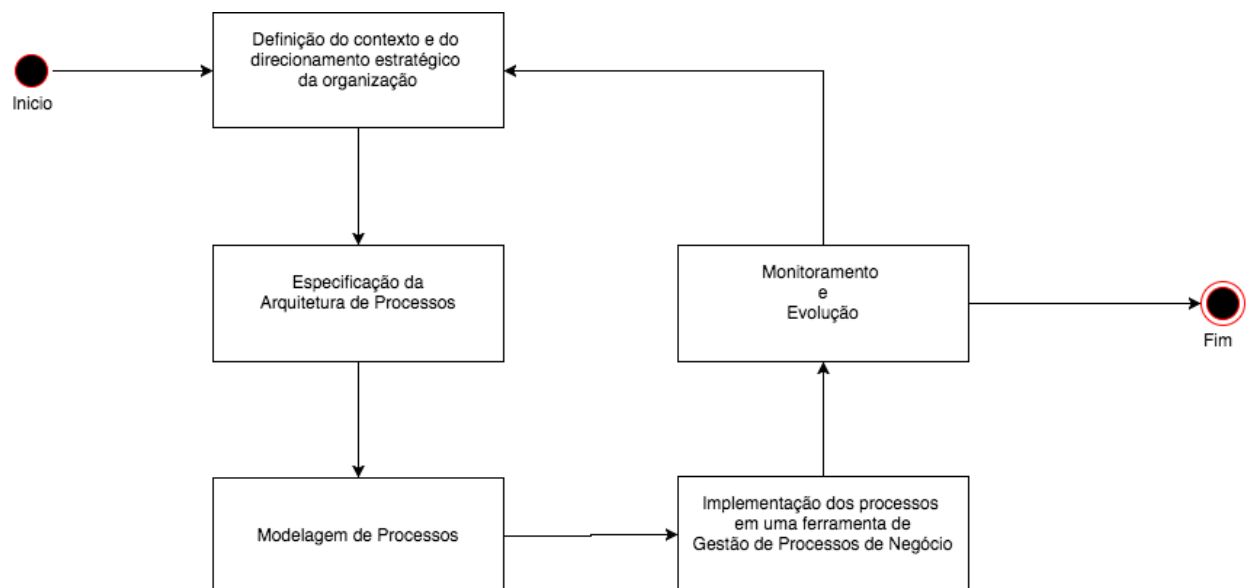 Definição do contexto e do
direcionamento estratégico
da organização
Inicio
Especificação da
Arquitetura de Processos
Monitoramento
e
Evolução
Fim
Modelagem de Processos
Implementação dos processos
em uma ferramenta de
Gestão de Processos de Negócio